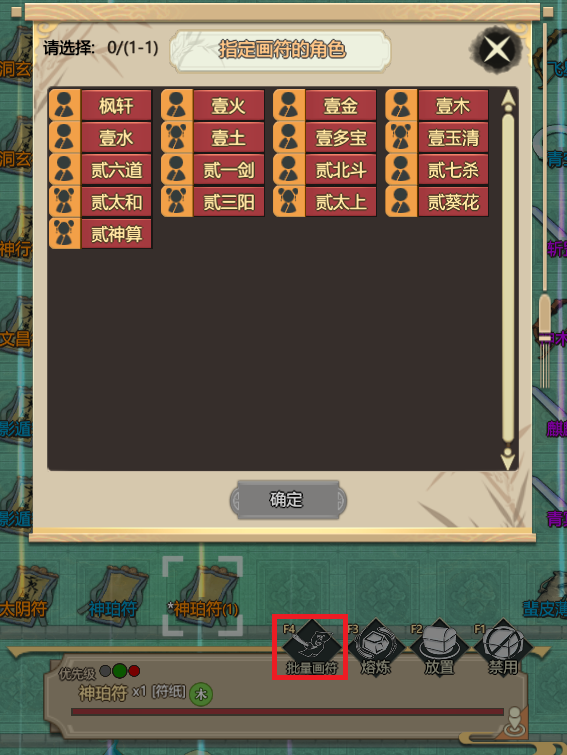 请选择: 0/(1-1)
指定画符的角色
枫轩 壹火 壹金 壹木
壹水 壹土 壹多宝 壹玉清
贰六道 贰一剑 贰北斗 贰七杀
贰太和 贰三阳 贰太上 贰葵花
贰神算
确定
洞玄
洞玄
神行
文昌
影遁
影遁
太阴符 神珀符 *神珀符(1)
F4 F3 F2 F1
批量画符 熔炼 放置 禁用
优先级
神珀符 x1 [符纸] 木